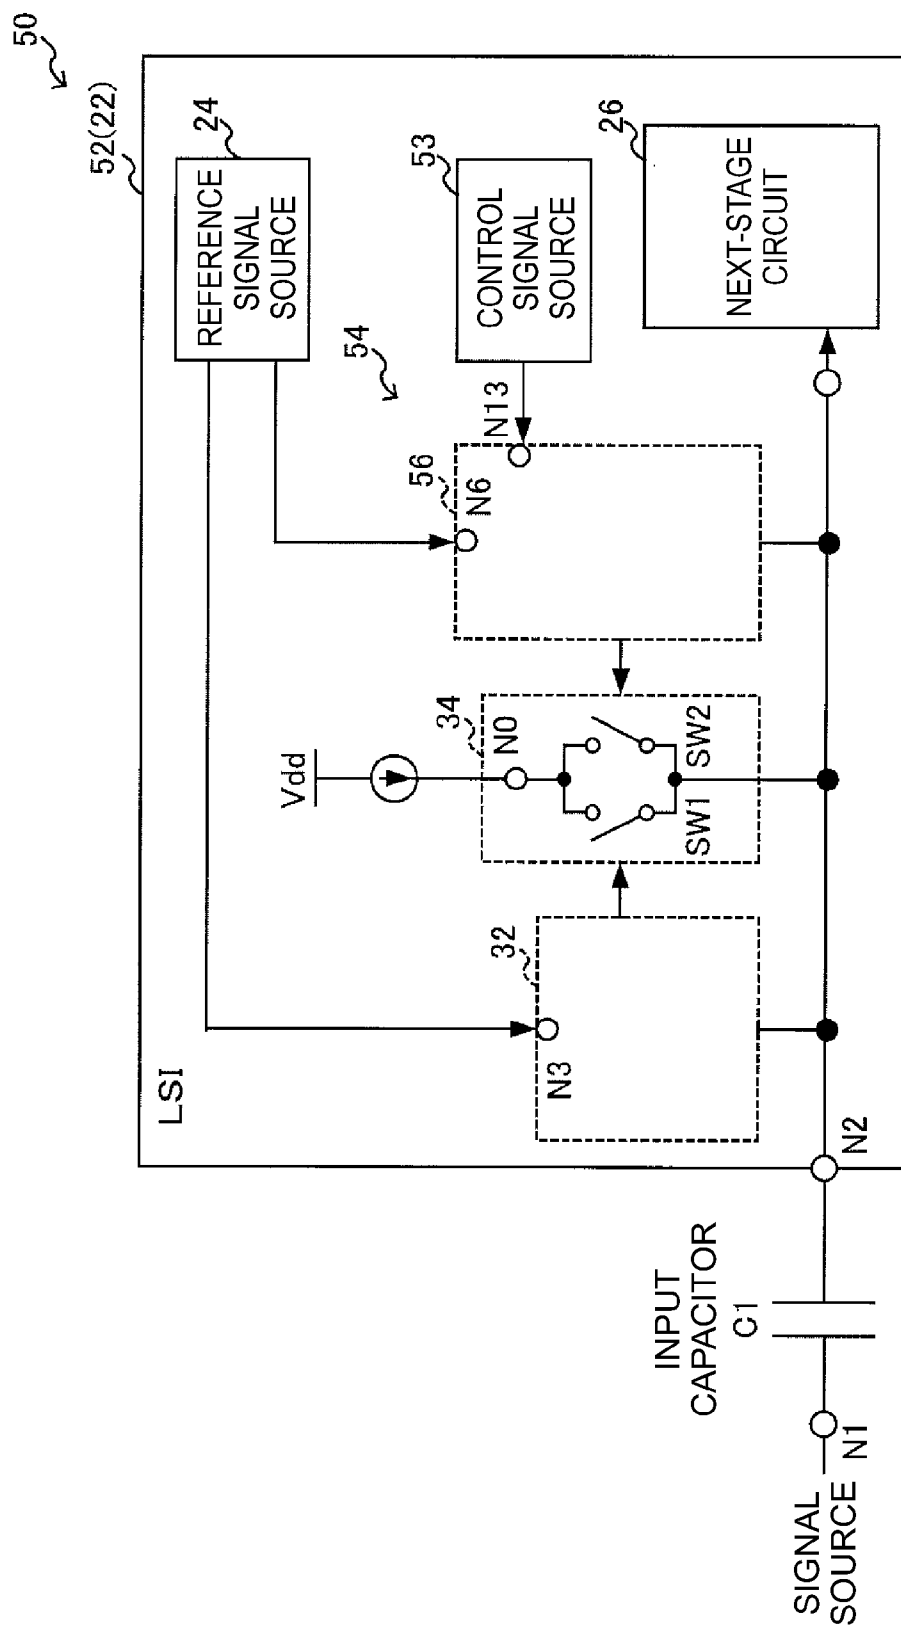 50
52(22)
LSI
REFERENCE
SIGNAL
SOURCE
24
54
CONTROL
SIGNAL
SOURCE
53
Vdd
32
N3
34
N0
SW1
SW2
56
N6
N13
NEXT-STAGE
CIRCUIT
26
SIGNAL
SOURCE
N1
INPUT
CAPACITOR
C1
N2